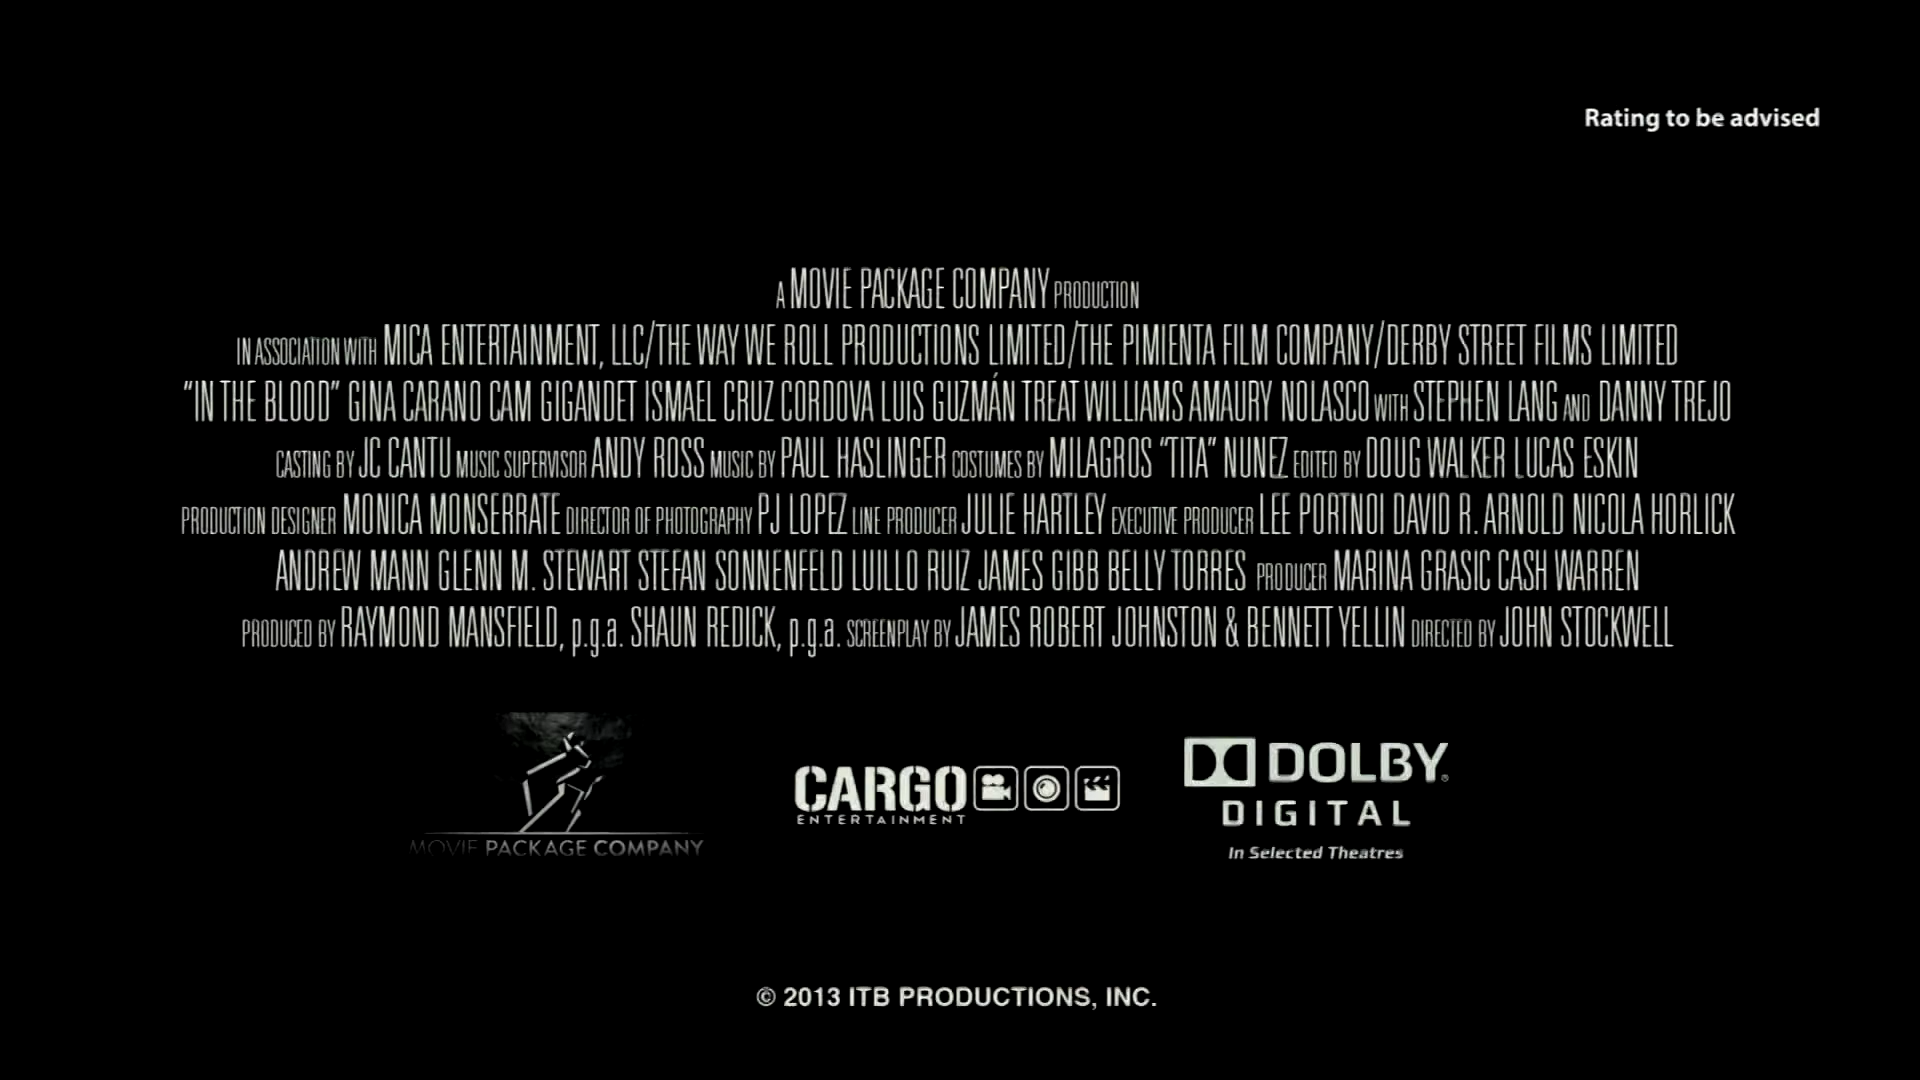 Rating to be advised
A MOVIE PACKAGE COMPANY PRODUCTION
IN ASSOCIATION WITH MICA ENTERTAINMENT, LLC/THE WAY WE ROLL PRODUCTIONS LIMITED/THE PIMIENTA FILM COMPANY/DERBY STREET FILMS LIMITED
“IN THE BLOOD” GINA CARANO CAM GIGANDET ISMAEL CRUZ CORDOVA LUIS GUZMÁN TREAT WILLIAMS AMAURY NOLASCO WITH STEPHEN LANG AND DANNY TREJO
CASTING BY JC CANTU MUSIC SUPERVISOR ANDY ROSS MUSIC BY PAUL HASLINGER COSTUMES BY MILAGROS “TITA” NUNEZ EDITED BY DOUG WALKER LUCAS ESKIN
PRODUCTION DESIGNER MONICA MONSERRATE DIRECTOR OF PHOTOGRAPHY PJ LOPEZ LINE PRODUCER JULIE HARTLEY EXECUTIVE PRODUCER LEE PORTNOI DAVID R. ARNOLD NICOLA HORLICK
ANDREW MANN GLENN M. STEWART STEFAN SONNENFELD LUILLO RUIZ JAMES GIBB BELLY TORRES PRODUCER MARINA GRASIC CASH WARREN
PRODUCED BY RAYMOND MANSFIELD, p.g.a. SHAUN REDICK, p.g.a. SCREENPLAY BY JAMES ROBERT JOHNSTON & BENNETT YELLIN DIRECTED BY JOHN STOCKWELL
MOVIE PACKAGE COMPANY
CARGO
ENTERTAINMENT
DOLBY
DIGITAL
In Selected Theatres
© 2013 ITB PRODUCTIONS, INC.